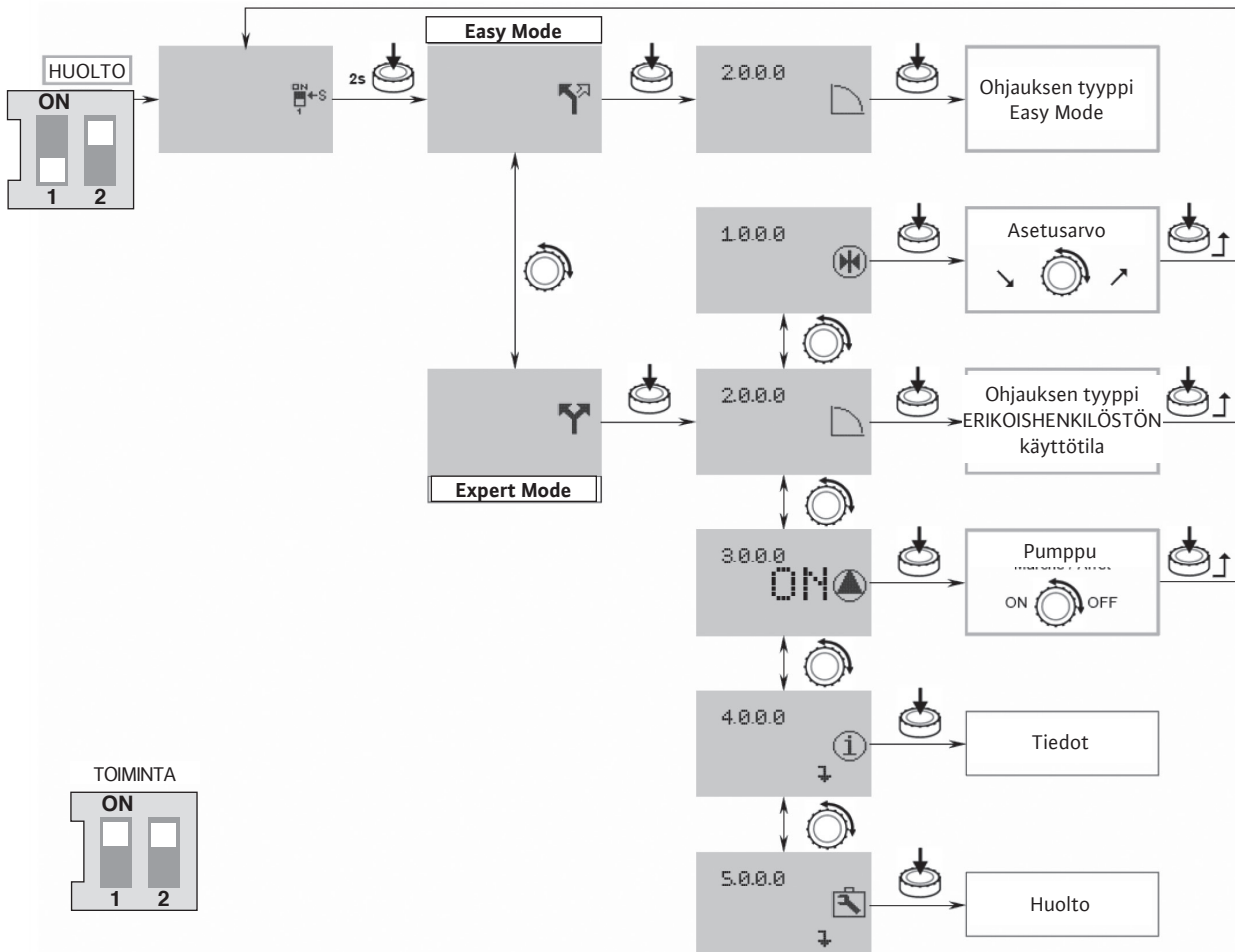 Easy Mode
HUOLTO
ON
1 2
ON
←S
1
2s
2.0.0.0
Ohjauksen tyyppi
Easy Mode
1.0.0.0
Asetusarvo
2.0.0.0
Ohjauksen tyyppi
ERIKOISHENKILÖSTÖN
käyttötila
Expert Mode
3.0.0.0
ON
Pumppu
ON OFF
4.0.0.0
i
Tiedot
TOIMINTA
ON
1 2
5.0.0.0
Huolto